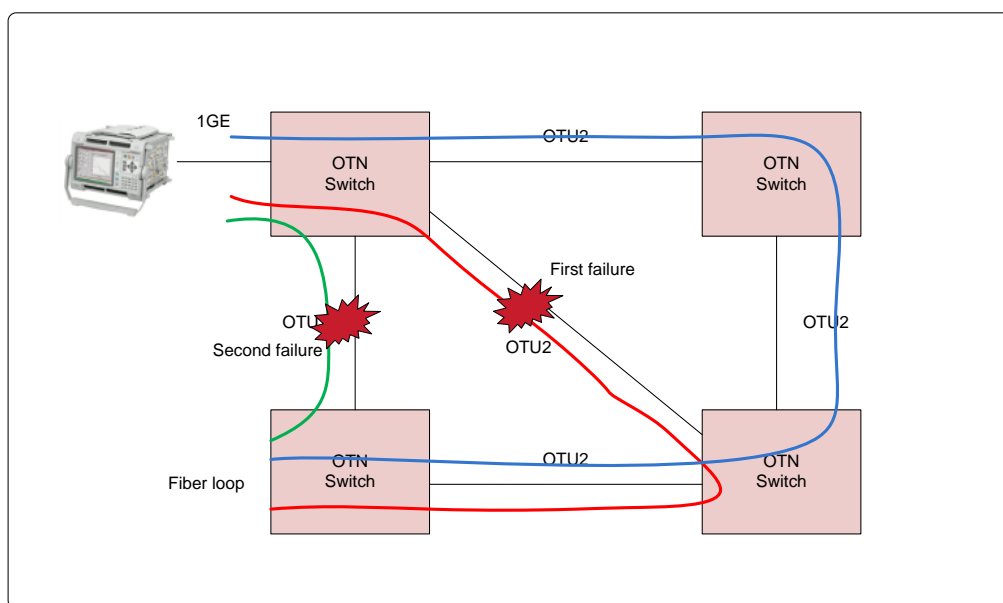 1GE
OTU2
OTN
Switch
OTN
Switch
First failure
OTU
Second failure
OTU2
OTU2
OTN
Switch
OTU2
OTN
Switch
Fiber loop